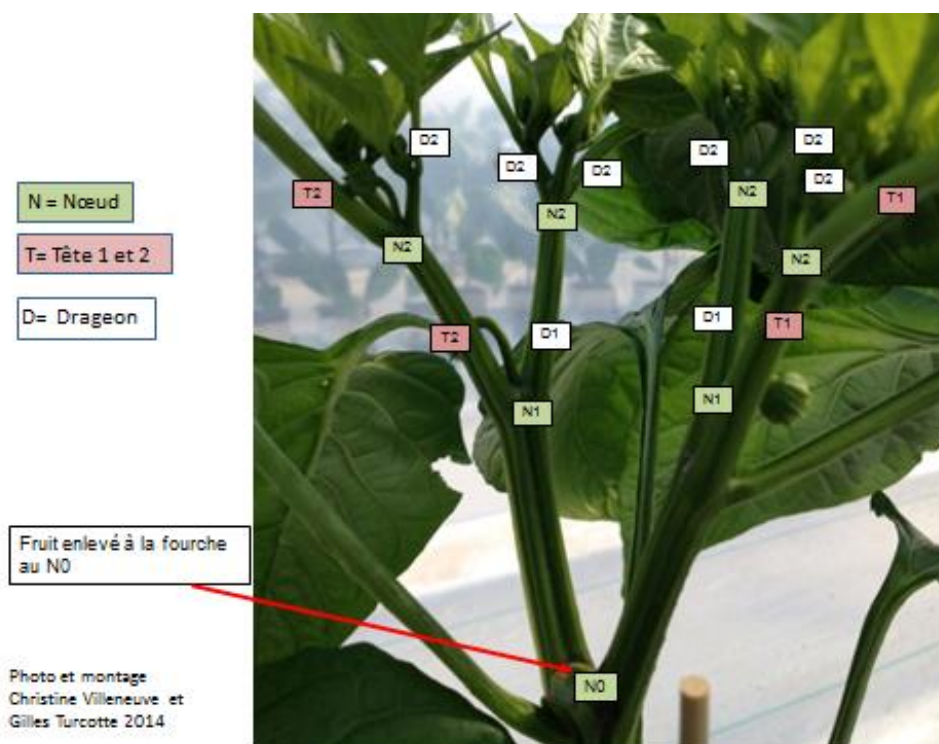 N = Nœud
T= Tête 1 et 2
D= Drageon
Fruit enlevé à la fourche
au N0
Photo et montage
Christine Villeneuve et
Gilles Turcotte 2014
D2
D2
D2
D2
D2
D2
T2
N2
N2
N2
T1
N2
T2
D1
D1
T1
N1
N1
N0